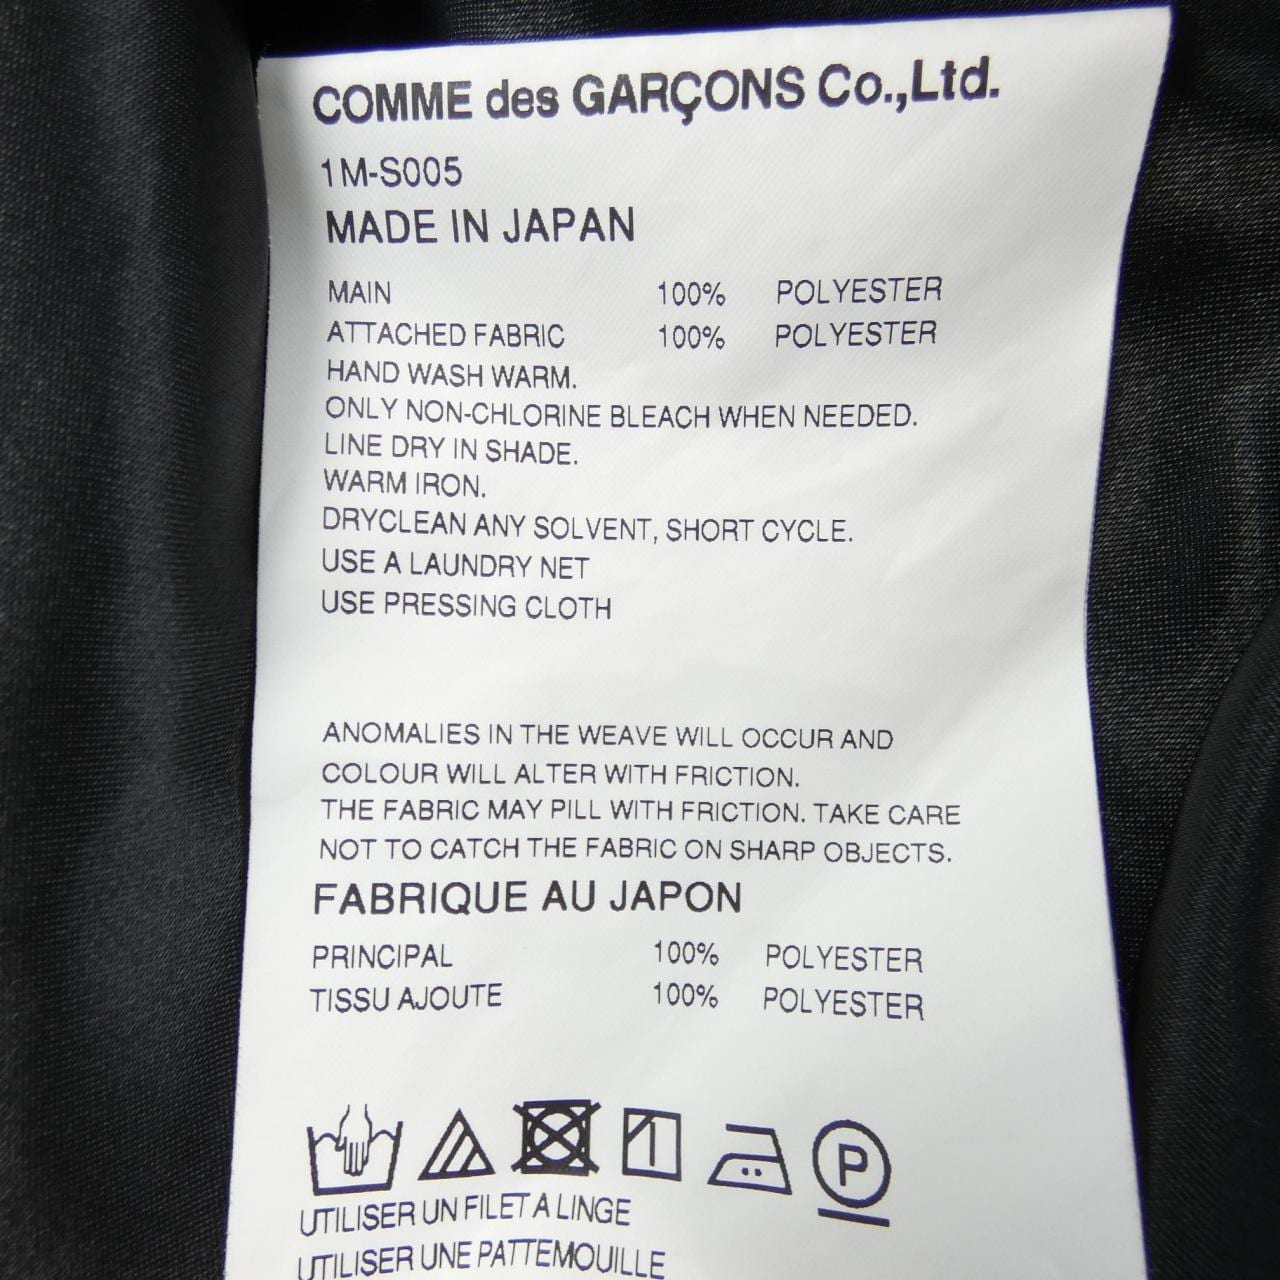 COMME des GARÇONS Co.,Ltd.
1M-S005
MADE IN JAPAN
MAIN 100% POLYESTER
ATTACHED FABRIC 100% POLYESTER
HAND WASH WARM.
ONLY NON-CHLORINE BLEACH WHEN NEEDED.
LINE DRY IN SHADE.
WARM IRON.
DRYCLEAN ANY SOLVENT, SHORT CYCLE.
USE A LAUNDRY NET
USE PRESSING CLOTH
ANOMALIES IN THE WEAVE WILL OCCUR AND
COLOUR WILL ALTER WITH FRICTION.
THE FABRIC MAY PILL WITH FRICTION. TAKE CARE
NOT TO CATCH THE FABRIC ON SHARP OBJECTS.
FABRIQUE AU JAPON
PRINCIPAL 100% POLYESTER
TISSU AJOUTE 100% POLYESTER
P
UTILISER UN FILET A LINGE
UTILISER UNE PATTEMOUILLE